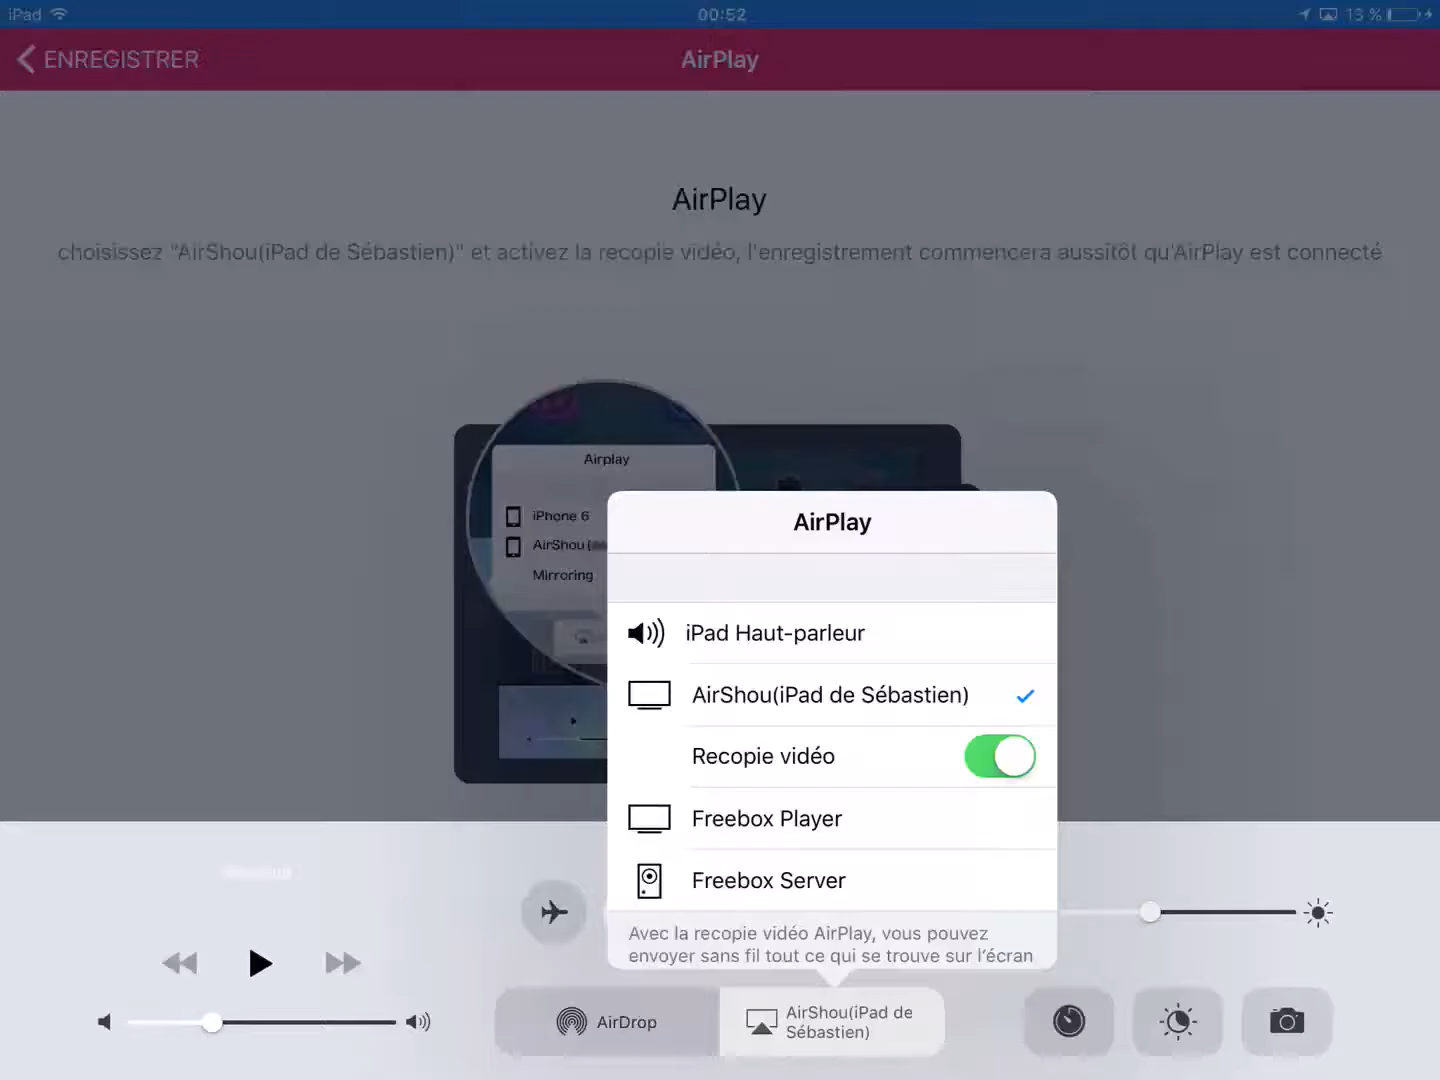 iPad
00:52
13 %
ENREGISTRER
AirPlay
AirPlay
choisissez "AirShou(iPad de Sébastien)" et activez la recopie vidéo, l'enregistrement commencera aussitôt qu'AirPlay est connecté
Airplay
iPhone 6
AirShou
Mirroring
AirPlay
iPad Haut-parleur
AirShou(iPad de Sébastien)
Recopie vidéo
Freebox Player
Freebox Server
Avec la recopie vidéo AirPlay, vous pouvez
envoyer sans fil tout ce qui se trouve sur l'écran
AirDrop
AirShou(iPad de
Sébastien)